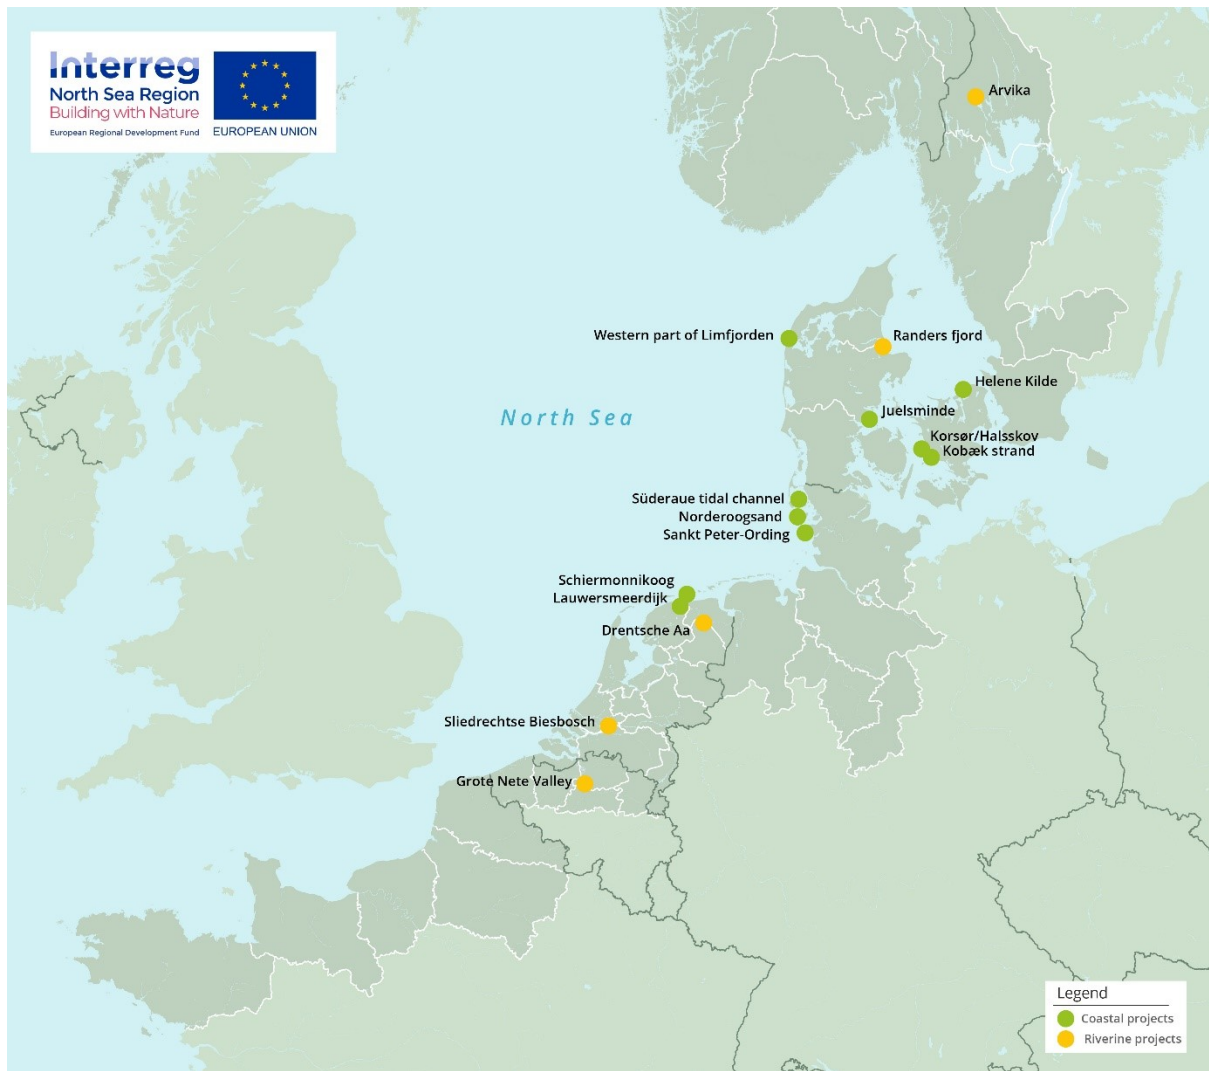 Interreg
North Sea Region
Building with Nature
European Regional Development Fund
EUROPEAN UNION
Arvika
Western part of Limfjorden
Randers fjord
Helene Kilde
Juelsminde
North Sea
Korsør/Halsskov
Kobæk strand
Süderaue tidal channel
Norderoogsand
Sankt Peter-Ording
Schiermonnikoog
Lauwersmeerdijk
Drentsche Aa
Sliedrechtse Biesbosch
Grote Nete Valley
Legend
Coastal projects
Riverine projects